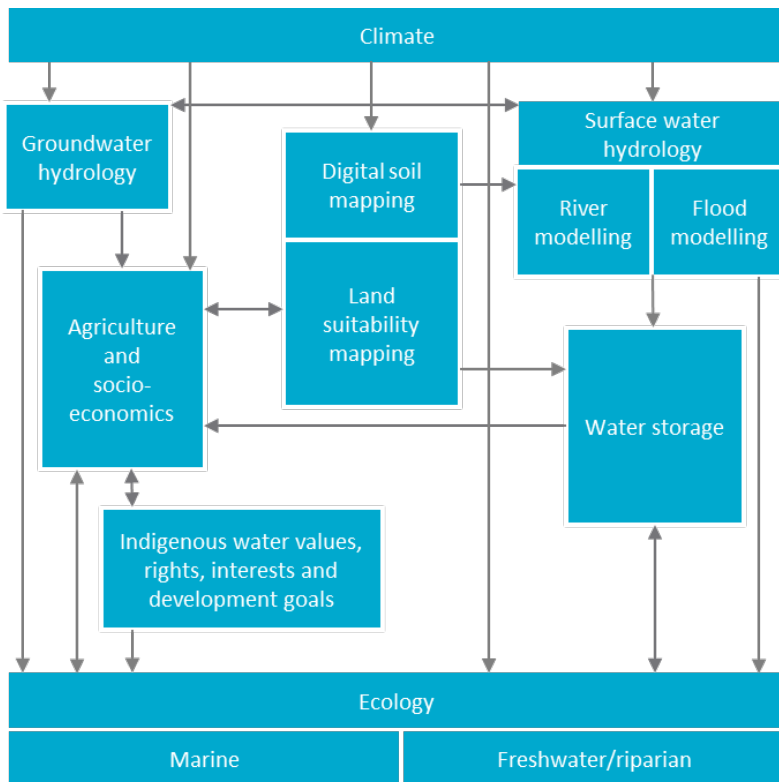 Climate
Groundwater
hydrology
Digital soil
mapping
Surface water
hydrology
River
modelling
Flood
modelling
Agriculture
and
socio-
economics
Land
suitability
mapping
Water storage
Indigenous water values,
rights, interests and
development goals
Ecology
Marine
Freshwater/riparian